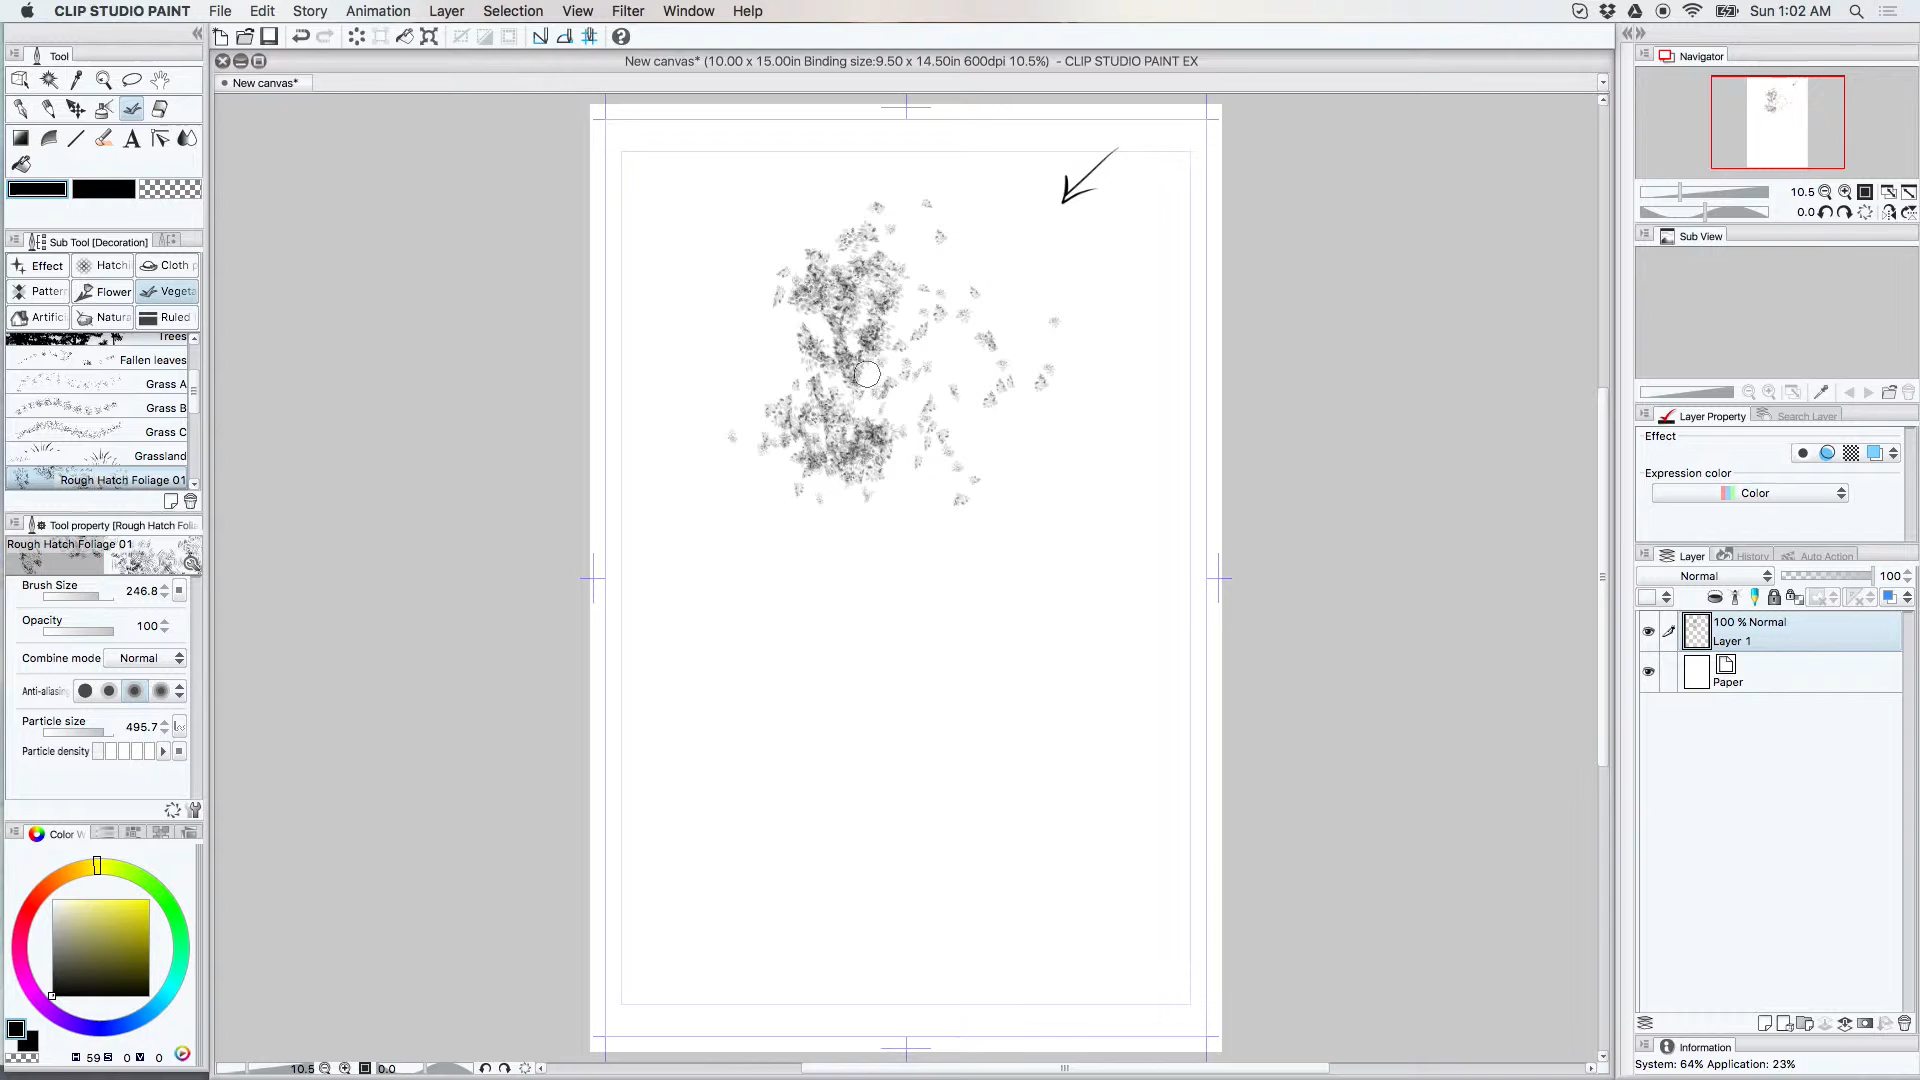 CLIP STUDIO PAINT File Edit Story Animation Layer Selection View Filter Window Help Sun 1:02 AM
New canvas* (10.00 x 15.00in Binding size:9.50 x 14.50in 600dpi 10.5%) - CLIP STUDIO PAINT EX
New canvas*
Tool
Sub Tool [Decoration]
Effect Hatchi Cloth p
Patter Flower Vegeta
Artific Natura Ruled
Trees
Fallen leaves
Grass A
Grass B
Grass C
Grassland
Rough Hatch Foliage 01
Tool property [Rough Hatch Folia
Rough Hatch Foliage 01
Brush Size 246.8
Opacity 100
Combine mode Normal
Anti-aliasing
Particle size 495.7
Particle density
Color W
H 59 S 0 V 0
10.5 0.0
Navigator
10.5
0.0
Sub View
Layer Property Search Layer
Effect
Expression color
Color
Layer History Auto Action
Normal 100
100 % Normal
Layer 1
Paper
Information
System: 64% Application: 23%